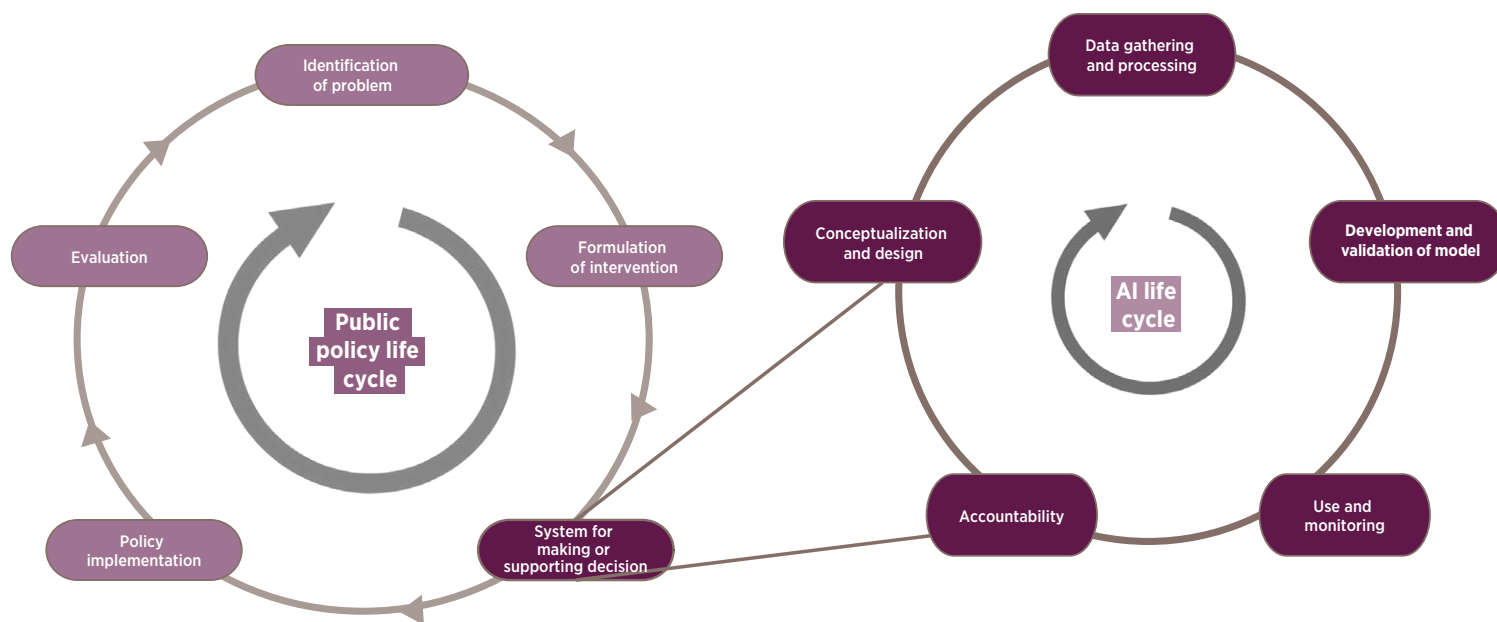 Identification
of problem
Formulation
of intervention
System for
making or
supporting decision
Policy
implementation
Evaluation
Public
policy life
cycle
Data gathering
and processing
Development and
validation of model
Use and
monitoring
Accountability
Conceptualization
and design
AI life
cycle